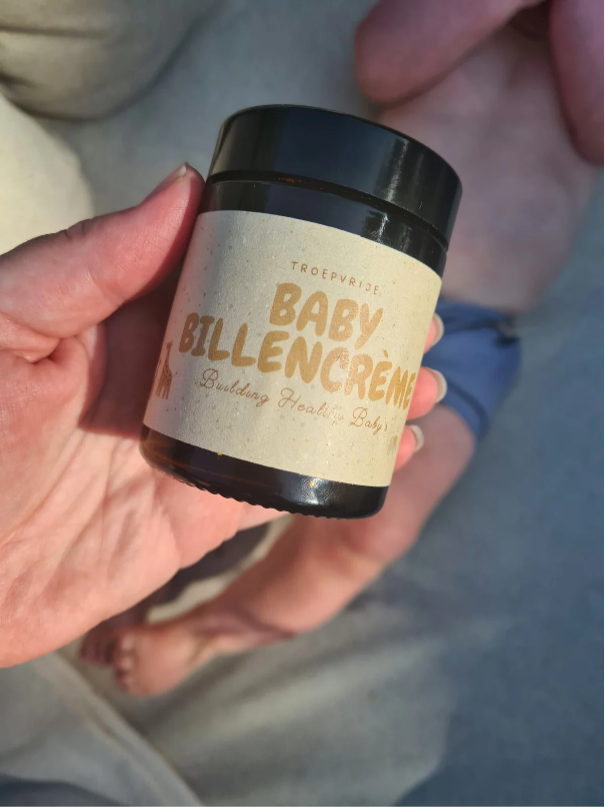 TROEPVRIJE
BABY
BILLENCRÈME
Building Healthy Baby's